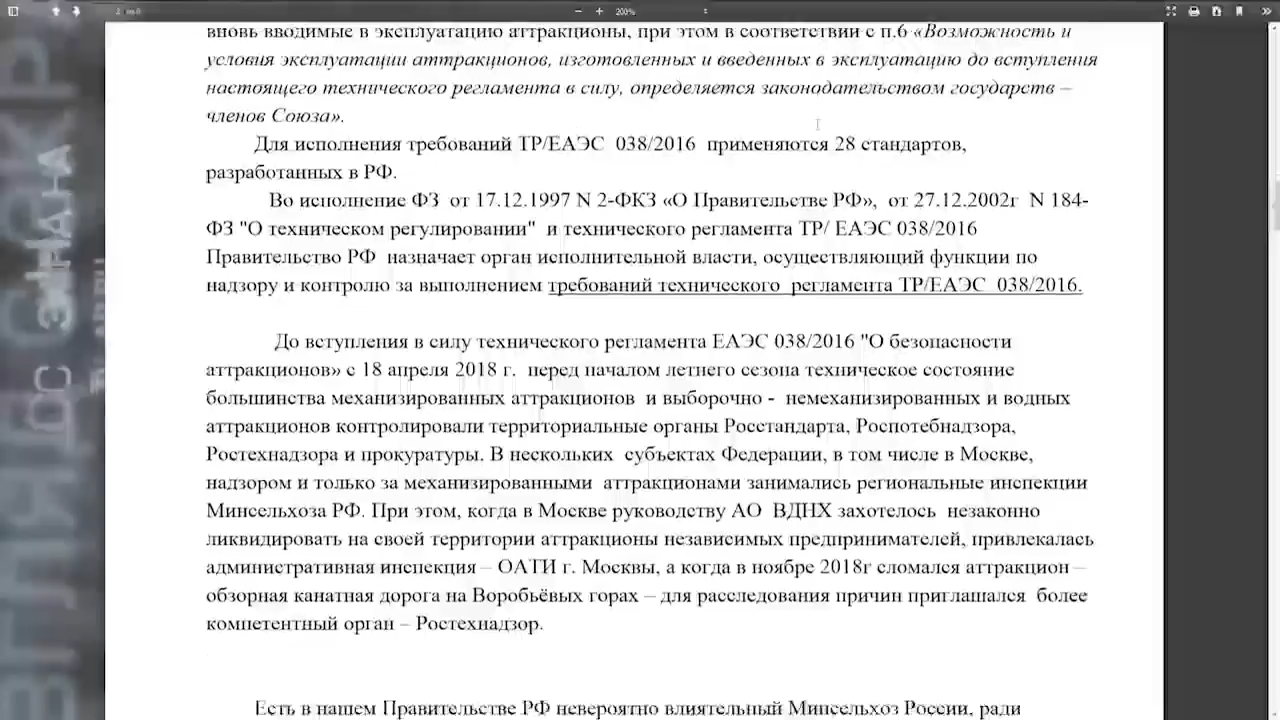 200%
вновь вводимые в эксплуатацию аттракционы, при этом в соответствии с п.6 «Возможность и
условия эксплуатации аттракционов, изготовленных и введенных в эксплуатацию до вступления
настоящего технического регламента в силу, определяется законодательством государств –
членов Союза».
Для исполнения требований ТР/ЕАЭС 038/2016 применяются 28 стандартов,
разработанных в РФ.
Во исполнение ФЗ от 17.12.1997 N 2-ФКЗ «О Правительстве РФ», от 27.12.2002г N 184-
ФЗ "О техническом регулировании" и технического регламента ТР/ ЕАЭС 038/2016
Правительство РФ назначает орган исполнительной власти, осуществляющий функции по
надзору и контролю за выполнением требований технического регламента ТР/ЕАЭС 038/2016.
До вступления в силу технического регламента ЕАЭС 038/2016 "О безопасности
аттракционов» с 18 апреля 2018 г. перед началом летнего сезона техническое состояние
большинства механизированных аттракционов и выборочно - немеханизированных и водных
аттракционов контролировали территориальные органы Росстандарта, Роспотебнадзора,
Ростехнадзора и прокуратуры. В нескольких субъектах Федерации, в том числе в Москве,
надзором и только за механизированными аттракционами занимались региональные инспекции
Минсельхоза РФ. При этом, когда в Москве руководству АО ВДНХ захотелось незаконно
ликвидировать на своей территории аттракционы независимых предпринимателей, привлекалась
административная инспекция – ОАТИ г. Москвы, а когда в ноябре 2018г сломался аттракцион –
обзорная канатная дорога на Воробьёвых горах – для расследования причин приглашался более
компетентный орган – Ростехнадзор.
Есть в нашем Правительстве РФ невероятно влиятельный Минсельхоз России, ради